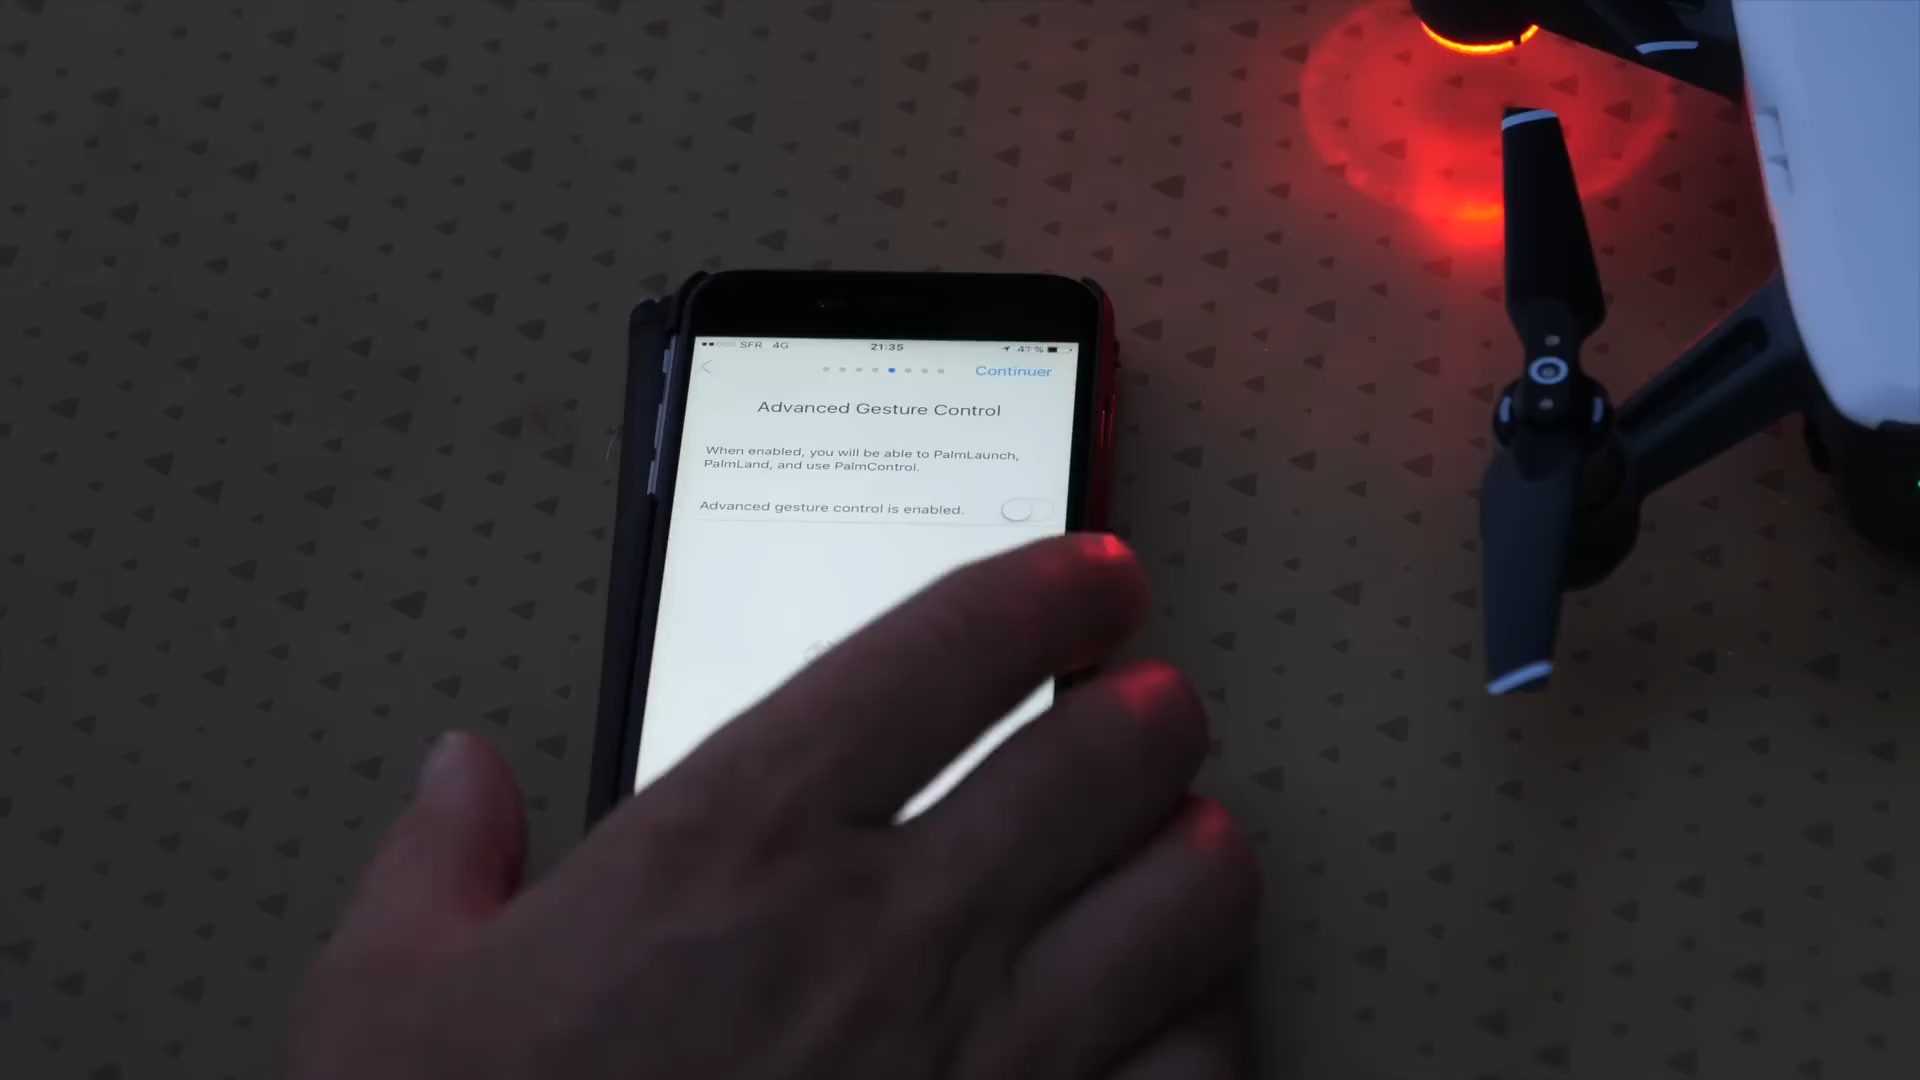 SFR 4G 21:35 47 %
Continuer
Advanced Gesture Control
When enabled, you will be able to PalmLaunch,
PalmLand, and use PalmControl.
Advanced gesture control is enabled.